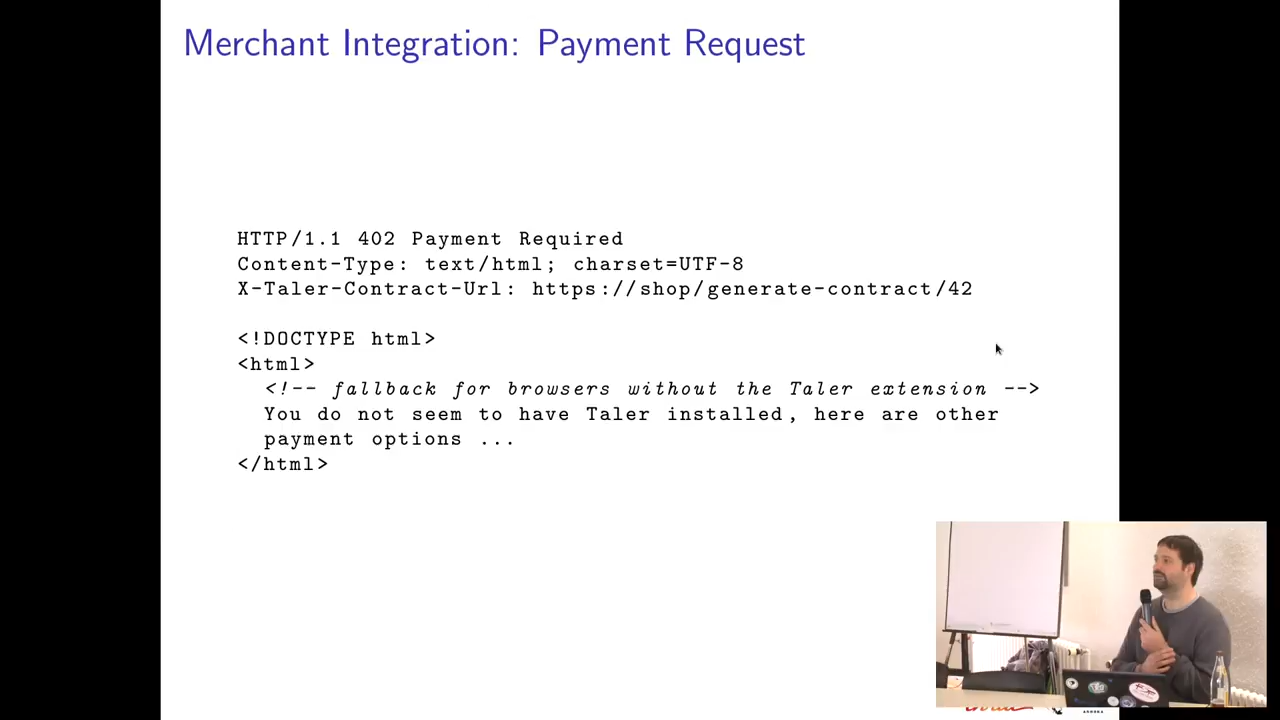 Merchant Integration: Payment Request
HTTP/1.1 402 Payment Required
Content-Type: text/html; charset=UTF-8
X-Taler-Contract-Url: https://shop/generate-contract/42
<!DOCTYPE html>
<html>
<!-- fallback for browsers without the Taler extension -->
You do not seem to have Taler installed, here are other
payment options ...
</html>